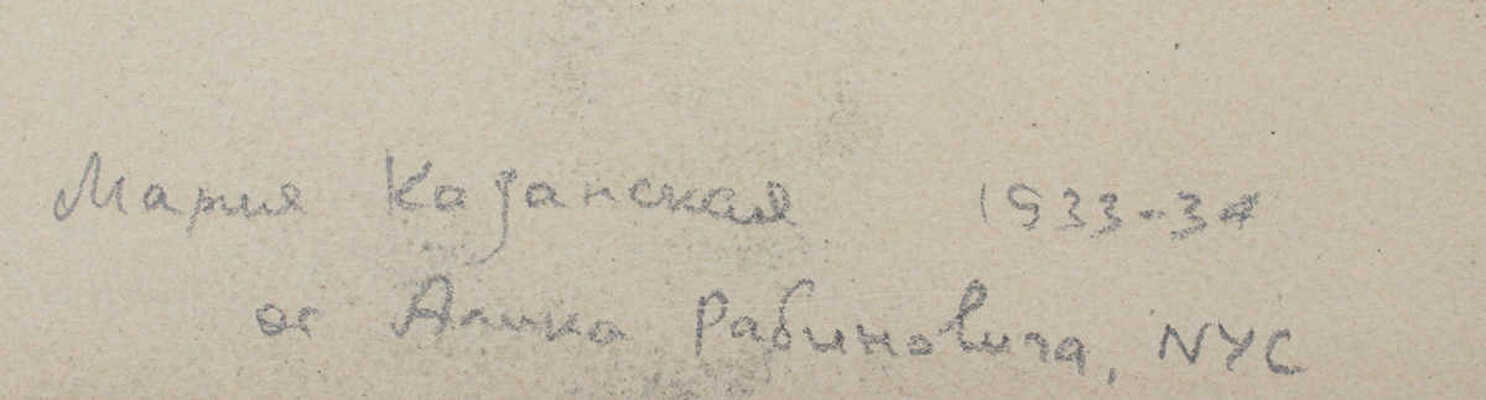 Мария Казанская 1933-34
от Алика Рабиновича, NYC